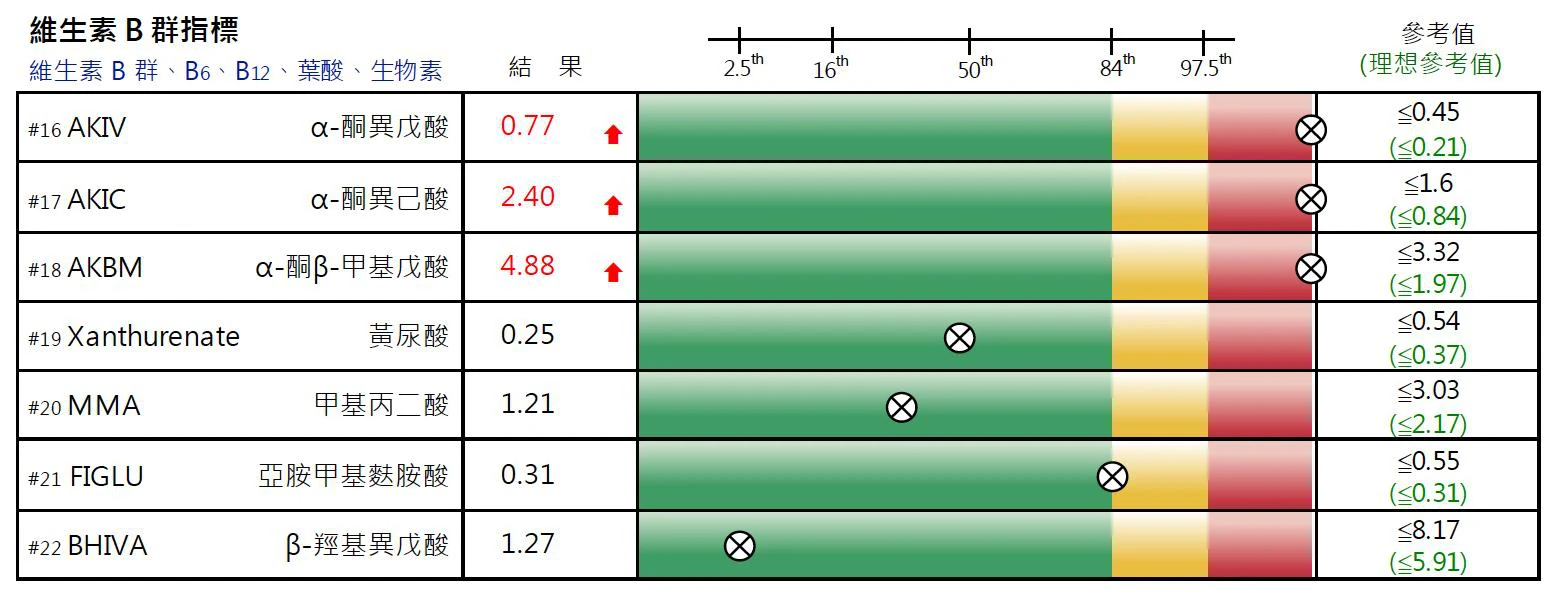 維生素 B 群指標
維生素 B 群、B6、B12、葉酸、生物素 結 果 2.5th 16th 50th 84th 97.5th 參考值
(理想參考值)
#16 AKIV α-酮異戊酸 0.77 ≦0.45
(≦0.21)
#17 AKIC α-酮異己酸 2.40 ≦1.6
(≦0.84)
#18 AKBM α-酮β-甲基戊酸 4.88 ≦3.32
(≦1.97)
#19 Xanthurenate 黃尿酸 0.25 ≦0.54
(≦0.37)
#20 MMA 甲基丙二酸 1.21 ≦3.03
(≦2.17)
#21 FIGLU 亞胺甲基麩胺酸 0.31 ≦0.55
(≦0.31)
#22 BHIVA β-羥基異戊酸 1.27 ≦8.17
(≦5.91)